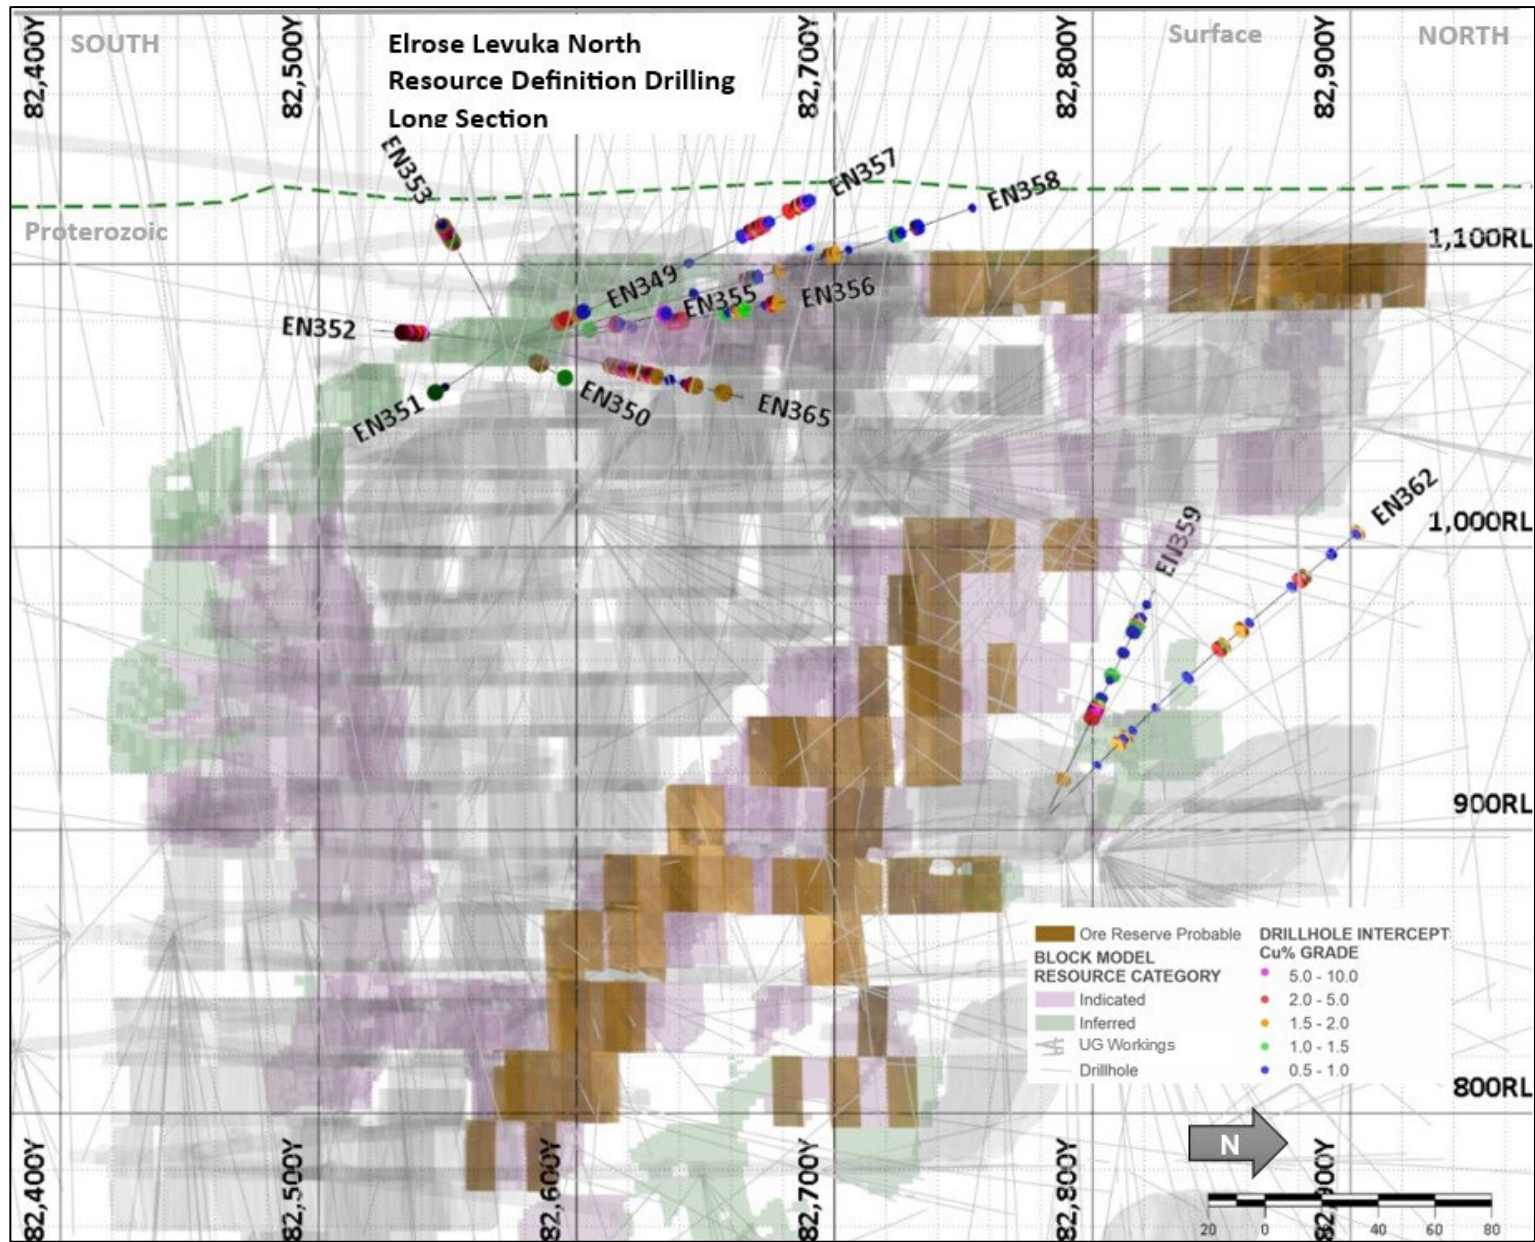 82,400Y
SOUTH
82,500Y
Elrose Levuka North
Resource Definition Drilling
Long Section
82,700Y
82,800Y
Surface
82,900Y
NORTH
EN353
EN357
EN358
Proterozoic
1,100RL
EN349
EN355
EN356
EN352
EN351
EN350
EN365
EN362
1,000RL
EN359
900RL
Ore Reserve Probable
BLOCK MODEL
RESOURCE CATEGORY
Indicated
Inferred
UG Workings
Drillhole
DRILLHOLE INTERCEPT
Cu% GRADE
5.0 - 10.0
2.0 - 5.0
1.5 - 2.0
1.0 - 1.5
0.5 - 1.0
800RL
N
82,400Y
82,500Y
82,600Y
82,700Y
82,800Y
82,900Y
20 0 40 60 80